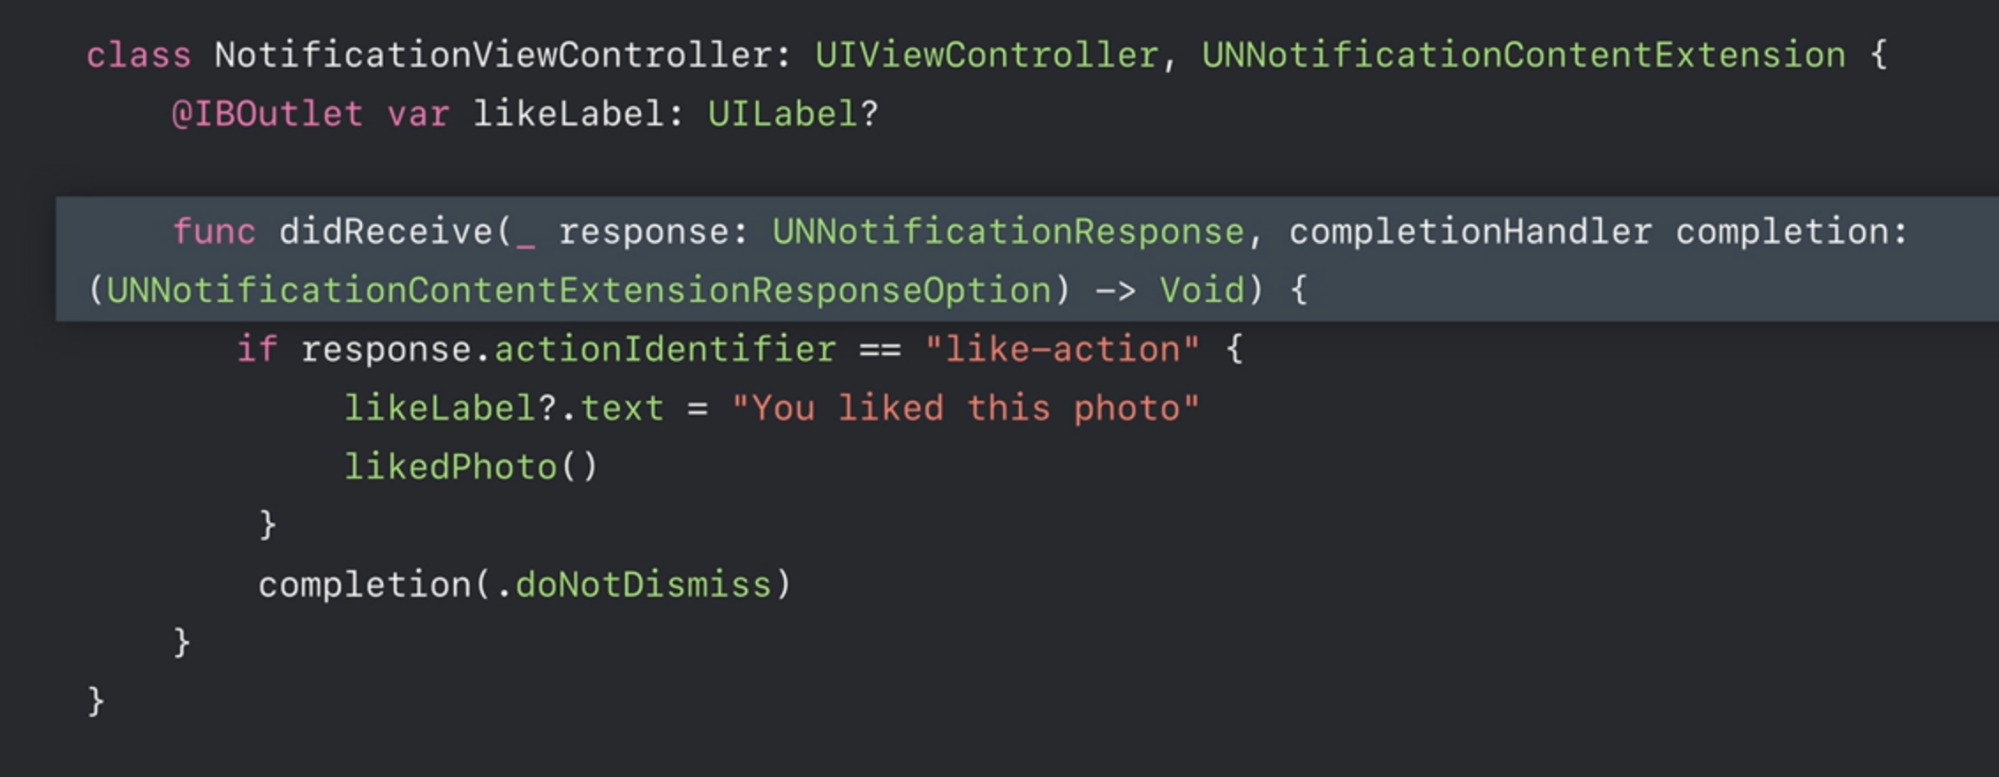 class NotificationViewController: UIViewController, UNNotificationContentExtension {
@IBOutlet var likeLabel: UILabel?
func didReceive(_ response: UNNotificationResponse, completionHandler completion:
(UNNotificationContentExtensionResponseOption) -> Void) {
if response.actionIdentifier == "like-action" {
likeLabel?.text = "You liked this photo"
likedPhoto()
}
completion(.doNotDismiss)
}
}